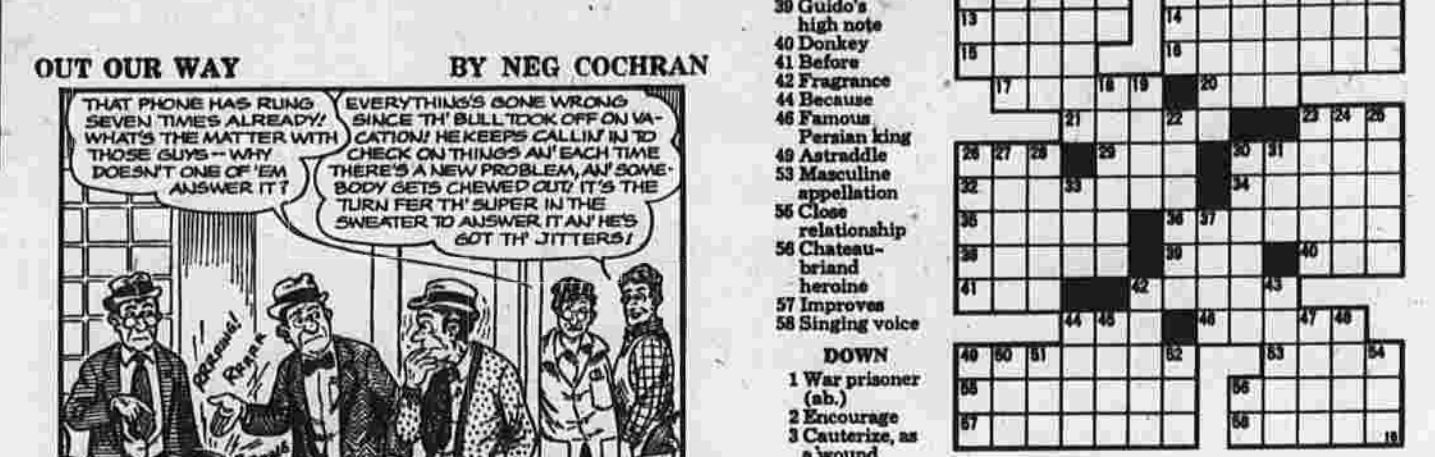 OUT OUR WAY BY NEG COCHRAN
THAT PHONE HAS RUNG
SEVEN TIMES ALREADY!
WHAT'S THE MATTER WITH
THOSE GUYS--WHY
DOESN'T ONE OF 'EM
ANSWER IT?
EVERYTHING'S GONE WRONG
SINCE TH' BULL TOOK OFF ON VA-
CATION! HE KEEPS CALLIN' IN TO
CHECK ON THINGS AN' EACH TIME
THERE'S A NEW PROBLEM, AN' SOME-
BODY GETS CHEWED OUT! IT'S THE
TURN FER TH' SUPER IN THE
SWEATER TO ANSWER IT AN' HE'S
GOT TH' JITTERS!
RRRRING!
RRRR
39 Guido's
high note
40 Donkey
41 Before
42 Fragrance
44 Because
46 Famous
Persian king
49 Astraddle
53 Masculine
appellation
55 Close
relationship
56 Chateau-
briand
heroine
57 Improves
58 Singing voice
DOWN
1 War prisoner
(ab.)
2 Encourage
3 Cauterize, as
a wound
13 14
15 16
17 18 19 20
21 22 23 24 25
26 27 28 29 30 31
32 33 34
35 36 37
38 39 40
41 42 43
44 45 46 47 48
49 50 51 52 53 54
55 56
57 58